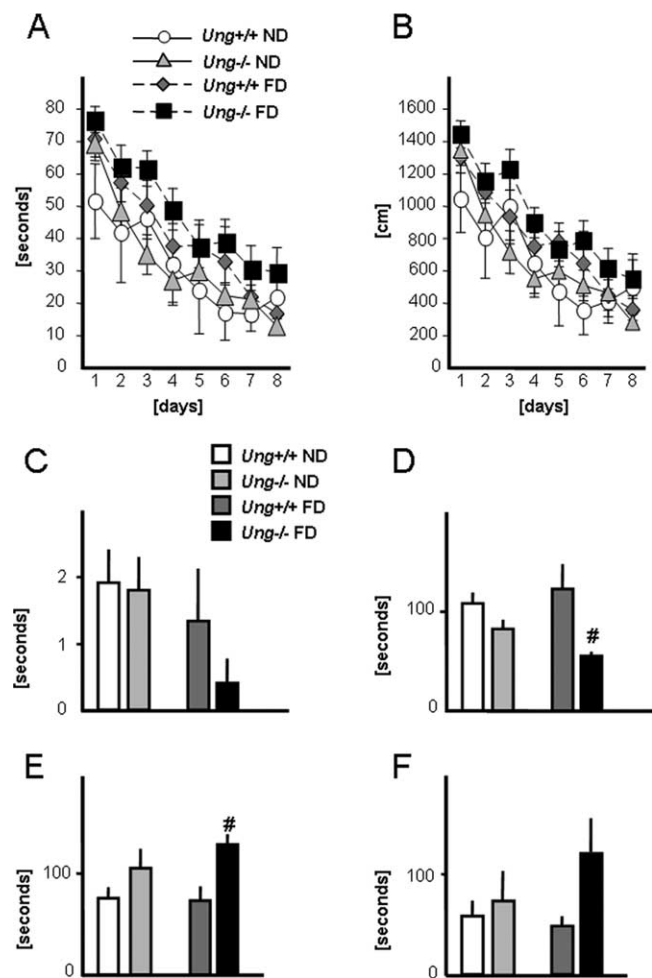 A
B
Ung+/+ ND
Ung-/- ND
Ung+/+ FD
Ung-/- FD
80
70
60
50
40
30
20
10
0
[seconds]
1 2 3 4 5 6 7 8
[days]
1600
1400
1200
1000
800
600
400
200
0
[cm]
1 2 3 4 5 6 7 8
[days]
C
D
Ung+/+ ND
Ung-/- ND
Ung+/+ FD
Ung-/- FD
2
1
0
[seconds]
100
0
[seconds]
#
E
F
100
0
[seconds]
#
100
0
[seconds]